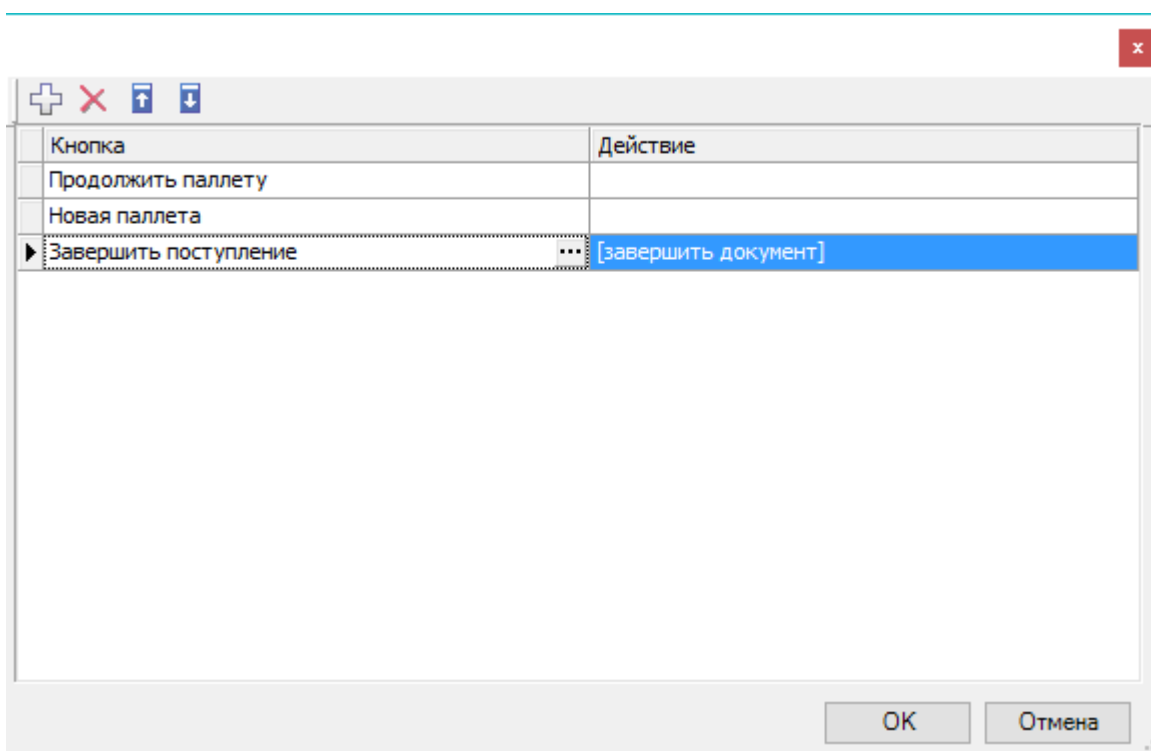 x
Кнопка Действие
Продолжить паллету
Новая паллета
Завершить поступление ... [завершить документ]
OK Отмена